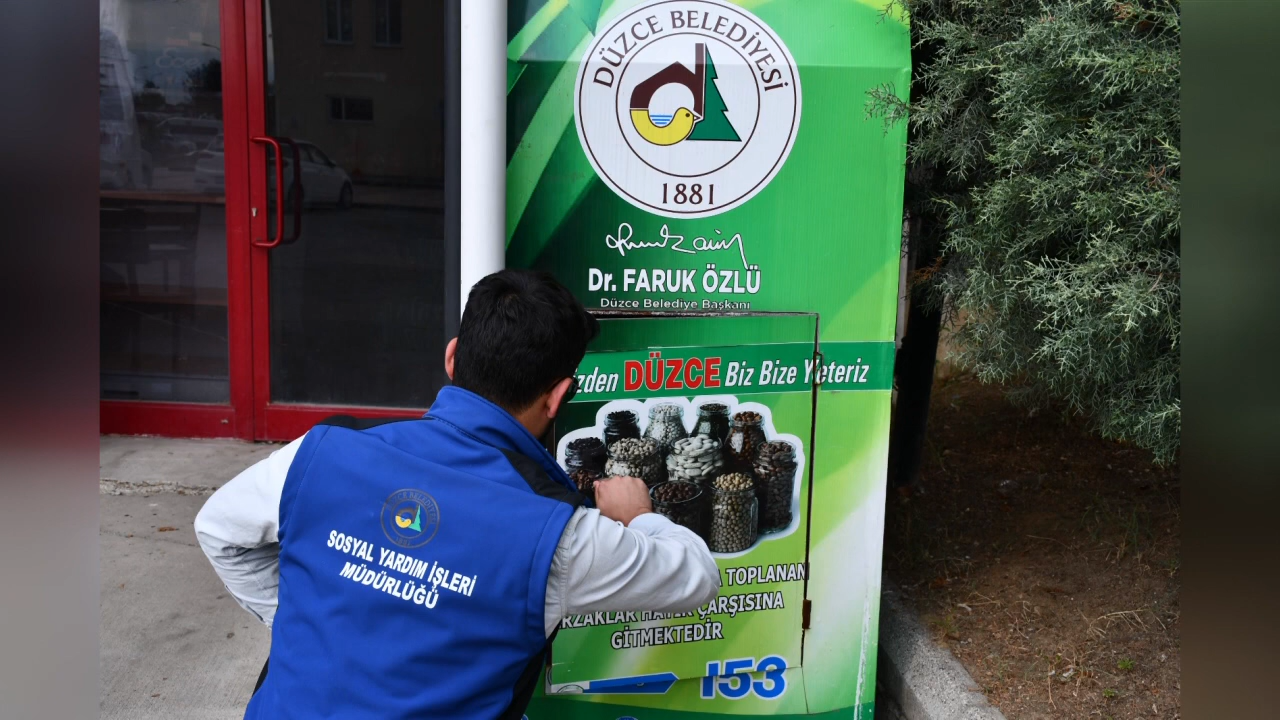 DÜZCE BELEDİYESİ
1881
Dr. FARUK ÖZLÜ
Düzce Belediye Başkanı
DÜZCE Biz Bize Yeteriz
TOPLANAN
ÇARŞISINA
GİTMEKTEDİR
153
SOSYAL YARDIM İŞLERİ
MÜDÜRLÜĞÜ